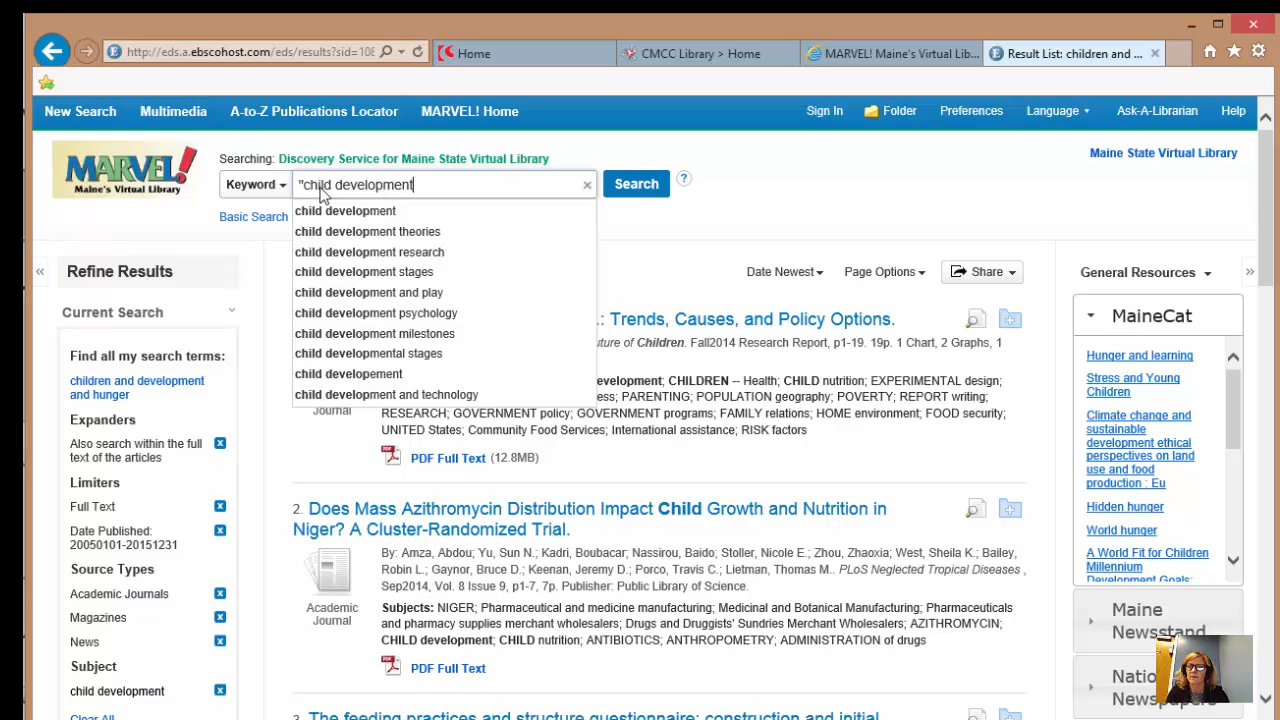 http://eds.a.ebscohost.com/eds/results?sid=
Home
CMCC Library > Home
MARVEL! Maine's Virtual Lib...
Result List: children and ...
New Search
Multimedia
A-to-Z Publications Locator
MARVEL! Home
Sign In
Folder
Preferences
Language
Ask-A-Librarian
Help
MARVEL!
Maine's Virtual Library
Searching: Discovery Service for Maine State Virtual Library
Maine State Virtual Library
Keyword
"child development
Search
Basic Search
child development
child development theories
child development research
child development stages
child development and play
child development psychology
child development milestones
child developmental stages
child developement
child development and technology
Refine Results
Current Search
Find all my search terms:
children and development
and hunger
Expanders
Also search within the full
text of the articles
Limiters
Full Text
Date Published:
20050101-20151231
Source Types
Academic Journals
Magazines
News
Subject
child development
Clear All
Date Newest
Page Options
Share
.: Trends, Causes, and Policy Options.
uture of Children. Fall2014 Research Report, p1-19. 19p. 1 Chart, 2 Graphs, 1
development; CHILDREN -- Health; CHILD nutrition; EXPERIMENTAL design;
ess; PARENTING; POPULATION geography; POVERTY; REPORT writing;
Journal
RESEARCH; GOVERNMENT policy; GOVERNMENT programs; FAMILY relations; HOME environment; FOOD security;
UNITED States; Community Food Services; International assistance; RISK factors
PDF Full Text (12.8MB)
2. Does Mass Azithromycin Distribution Impact Child Growth and Nutrition in
Niger? A Cluster-Randomized Trial.
By: Amza, Abdou; Yu, Sun N.; Kadri, Boubacar; Nassirou, Baido; Stoller, Nicole E.; Zhou, Zhaoxia; West, Sheila K.; Bailey,
Robin L.; Gaynor, Bruce D.; Keenan, Jeremy D.; Porco, Travis C.; Lietman, Thomas M.. PLoS Neglected Tropical Diseases ,
Sep2014, Vol. 8 Issue 9, p1-7, 7p. Publisher: Public Library of Science.
Academic
Journal
Subjects: NIGER; Pharmaceutical and medicine manufacturing; Medicinal and Botanical Manufacturing; Pharmaceuticals
and pharmacy supplies merchant wholesalers; Drugs and Druggists' Sundries Merchant Wholesalers; AZITHROMYCIN;
CHILD development; CHILD nutrition; ANTIBIOTICS; ANTHROPOMETRY; ADMINISTRATION of drugs
PDF Full Text
The feeding practices and structure questionnaire: construction and initial
General Resources
MaineCat
Hunger and learning
Stress and Young
Children
Climate change and
sustainable
development ethical
perspectives on land
use and food
production : Eu
Hidden hunger
World hunger
A World Fit for Children
Millennium
Development Goals:
Maine
Newsstand
Newspapers